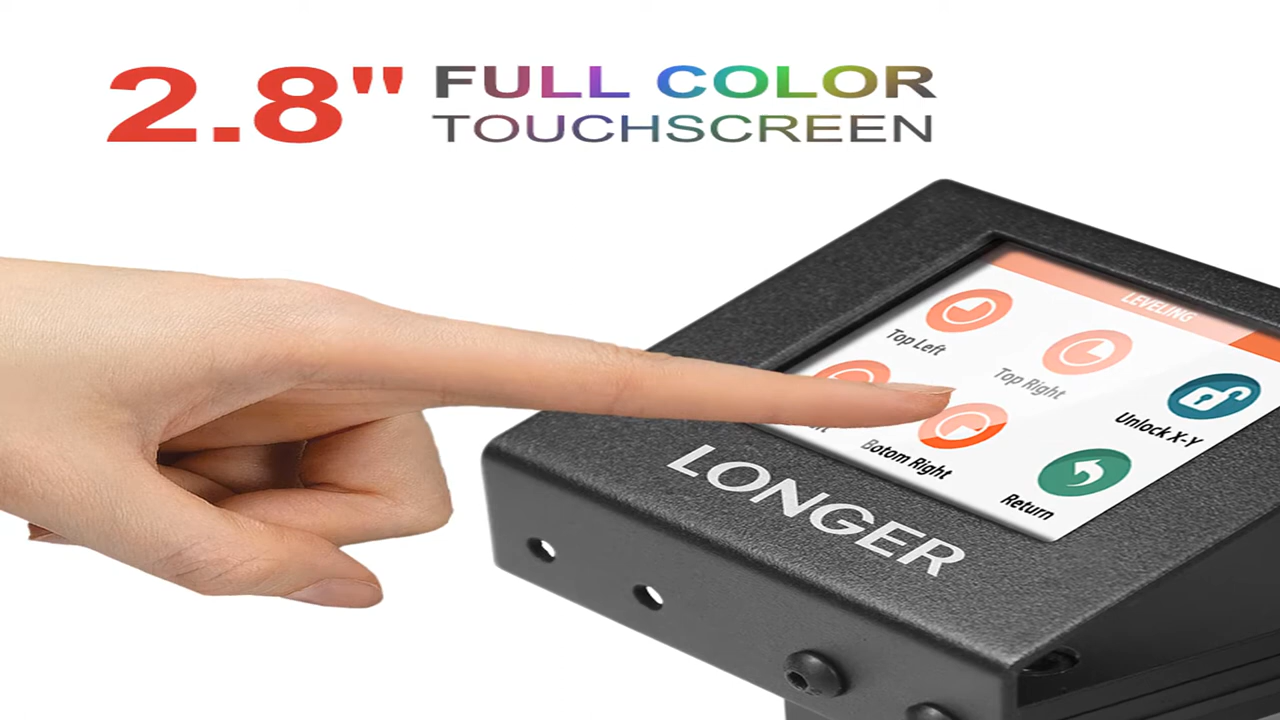 2.8" FULL COLOR
TOUCHSCREEN
LEVELING
Top Left
Top Right
Unlock X-Y
Botom Right
Return
LONGER